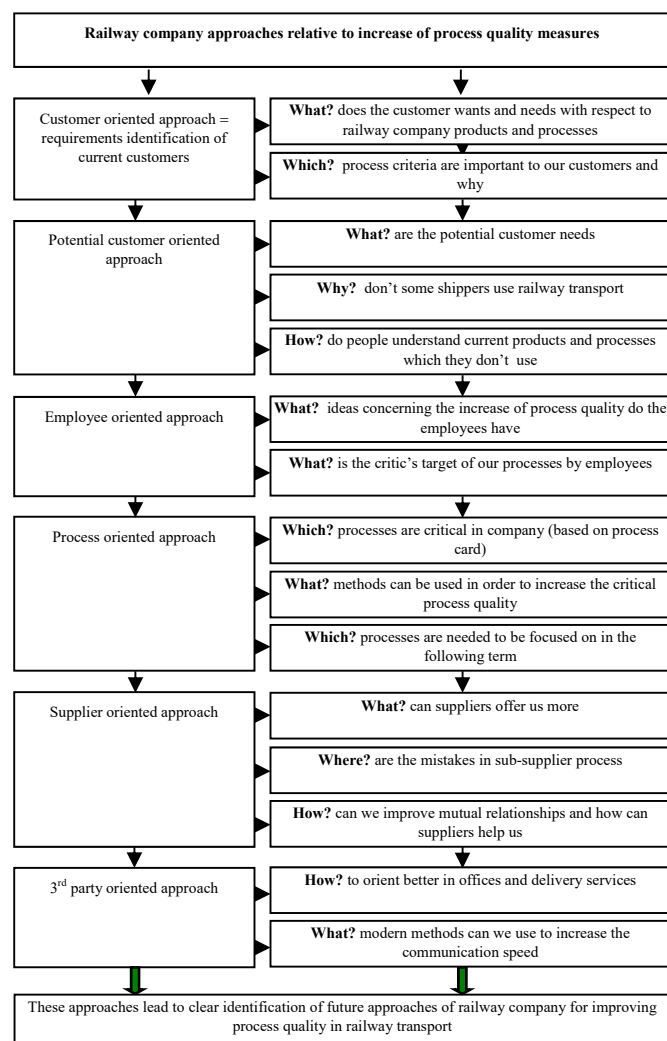 Railway company approaches relative to increase of process quality measures
Customer oriented approach =
requirements identification of
current customers
What? does the customer wants and needs with respect to
railway company products and processes
Which? process criteria are important to our customers and
why
Potential customer oriented
approach
What? are the potential customer needs
Why? don’t some shippers use railway transport
How? do people understand current products and processes
which they don’t use
Employee oriented approach
What? ideas concerning the increase of process quality do the
employees have
What? is the critic’s target of our processes by employees
Process oriented approach
Which? processes are critical in company (based on process
card)
What? methods can be used in order to increase the critical
process quality
Which? processes are needed to be focused on in the
following term
Supplier oriented approach
What? can suppliers offer us more
Where? are the mistakes in sub-supplier process
How? can we improve mutual relationships and how can
suppliers help us
3rd party oriented approach
How? to orient better in offices and delivery services
What? modern methods can we use to increase the
communication speed
These approaches lead to clear identification of future approaches of railway company for improving
process quality in railway transport